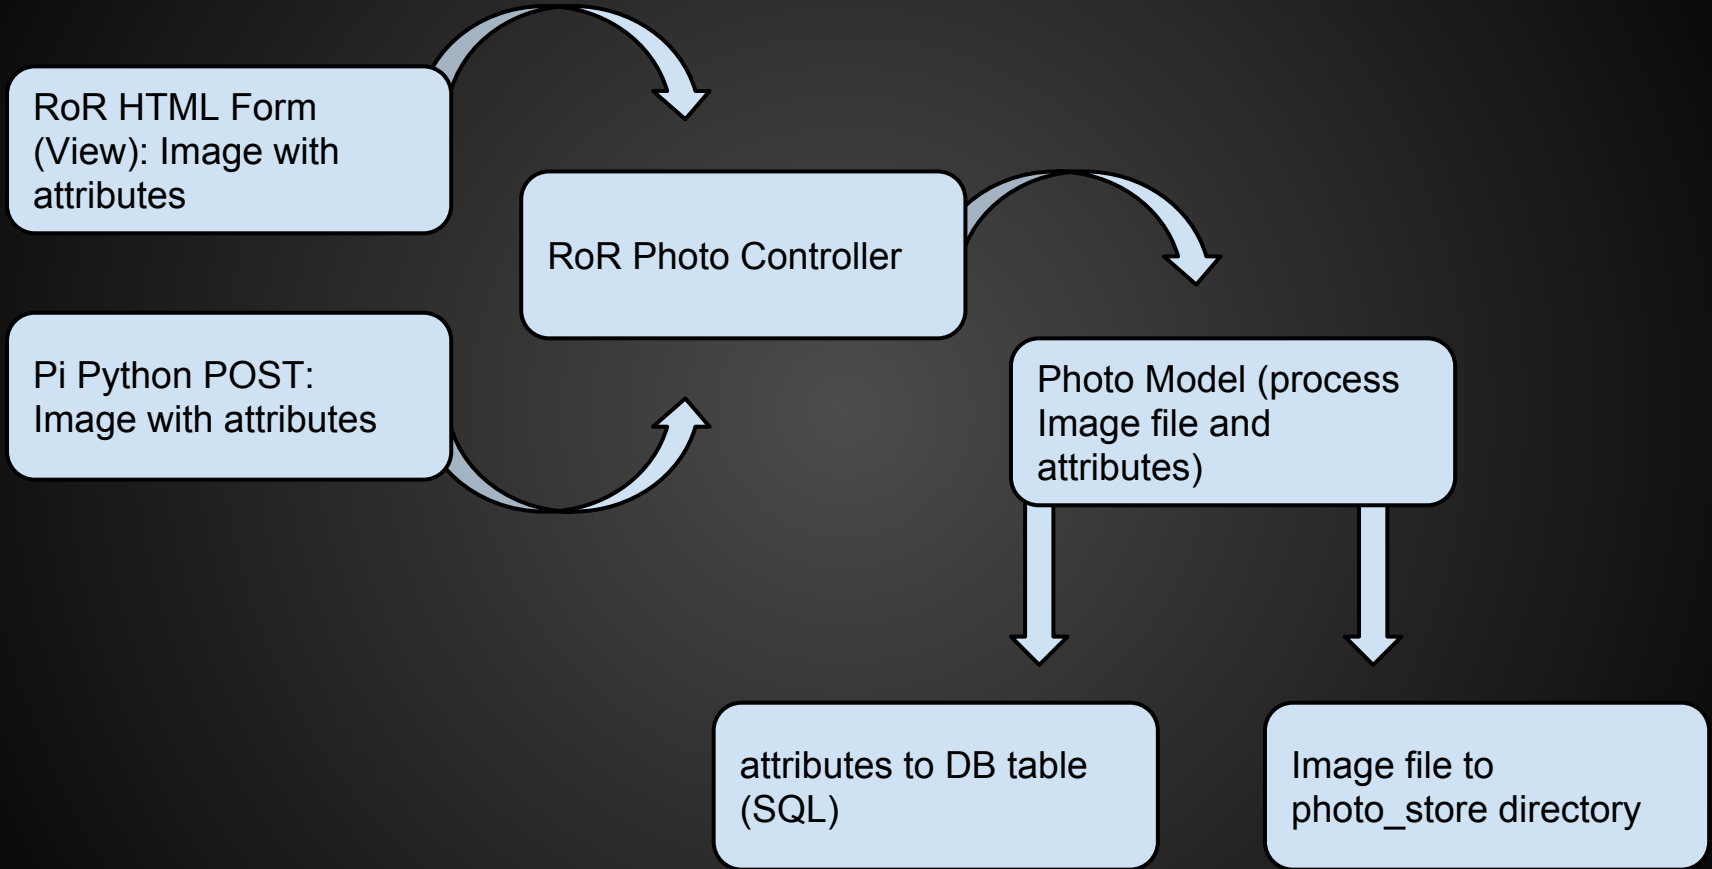 RoR HTML Form
(View): Image with
attributes
RoR Photo Controller
Pi Python POST:
Image with attributes
Photo Model (process
Image file and
attributes)
attributes to DB table
(SQL)
Image file to
photo_store directory